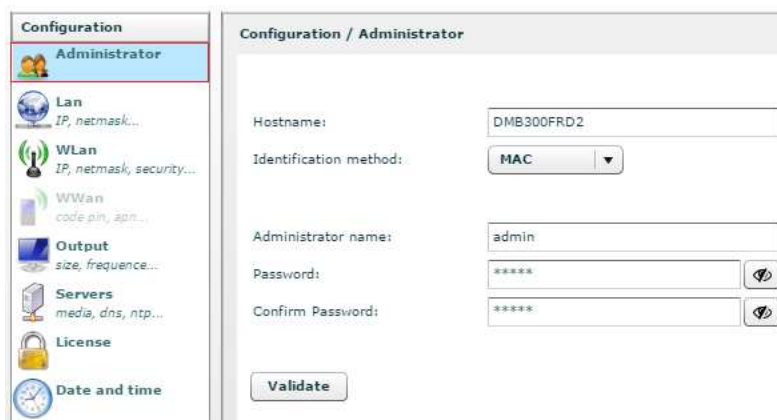 Configuration
Administrator
Lan
IP, netmask...
WLan
IP, netmask, security...
WWan
code pin, apn...
Output
size, frequence...
Servers
media, dns, ntp...
License
Date and time
Configuration / Administrator
Hostname: DMB300FRD2
Identification method: MAC
Administrator name: admin
Password: *****
Confirm Password: *****
Validate